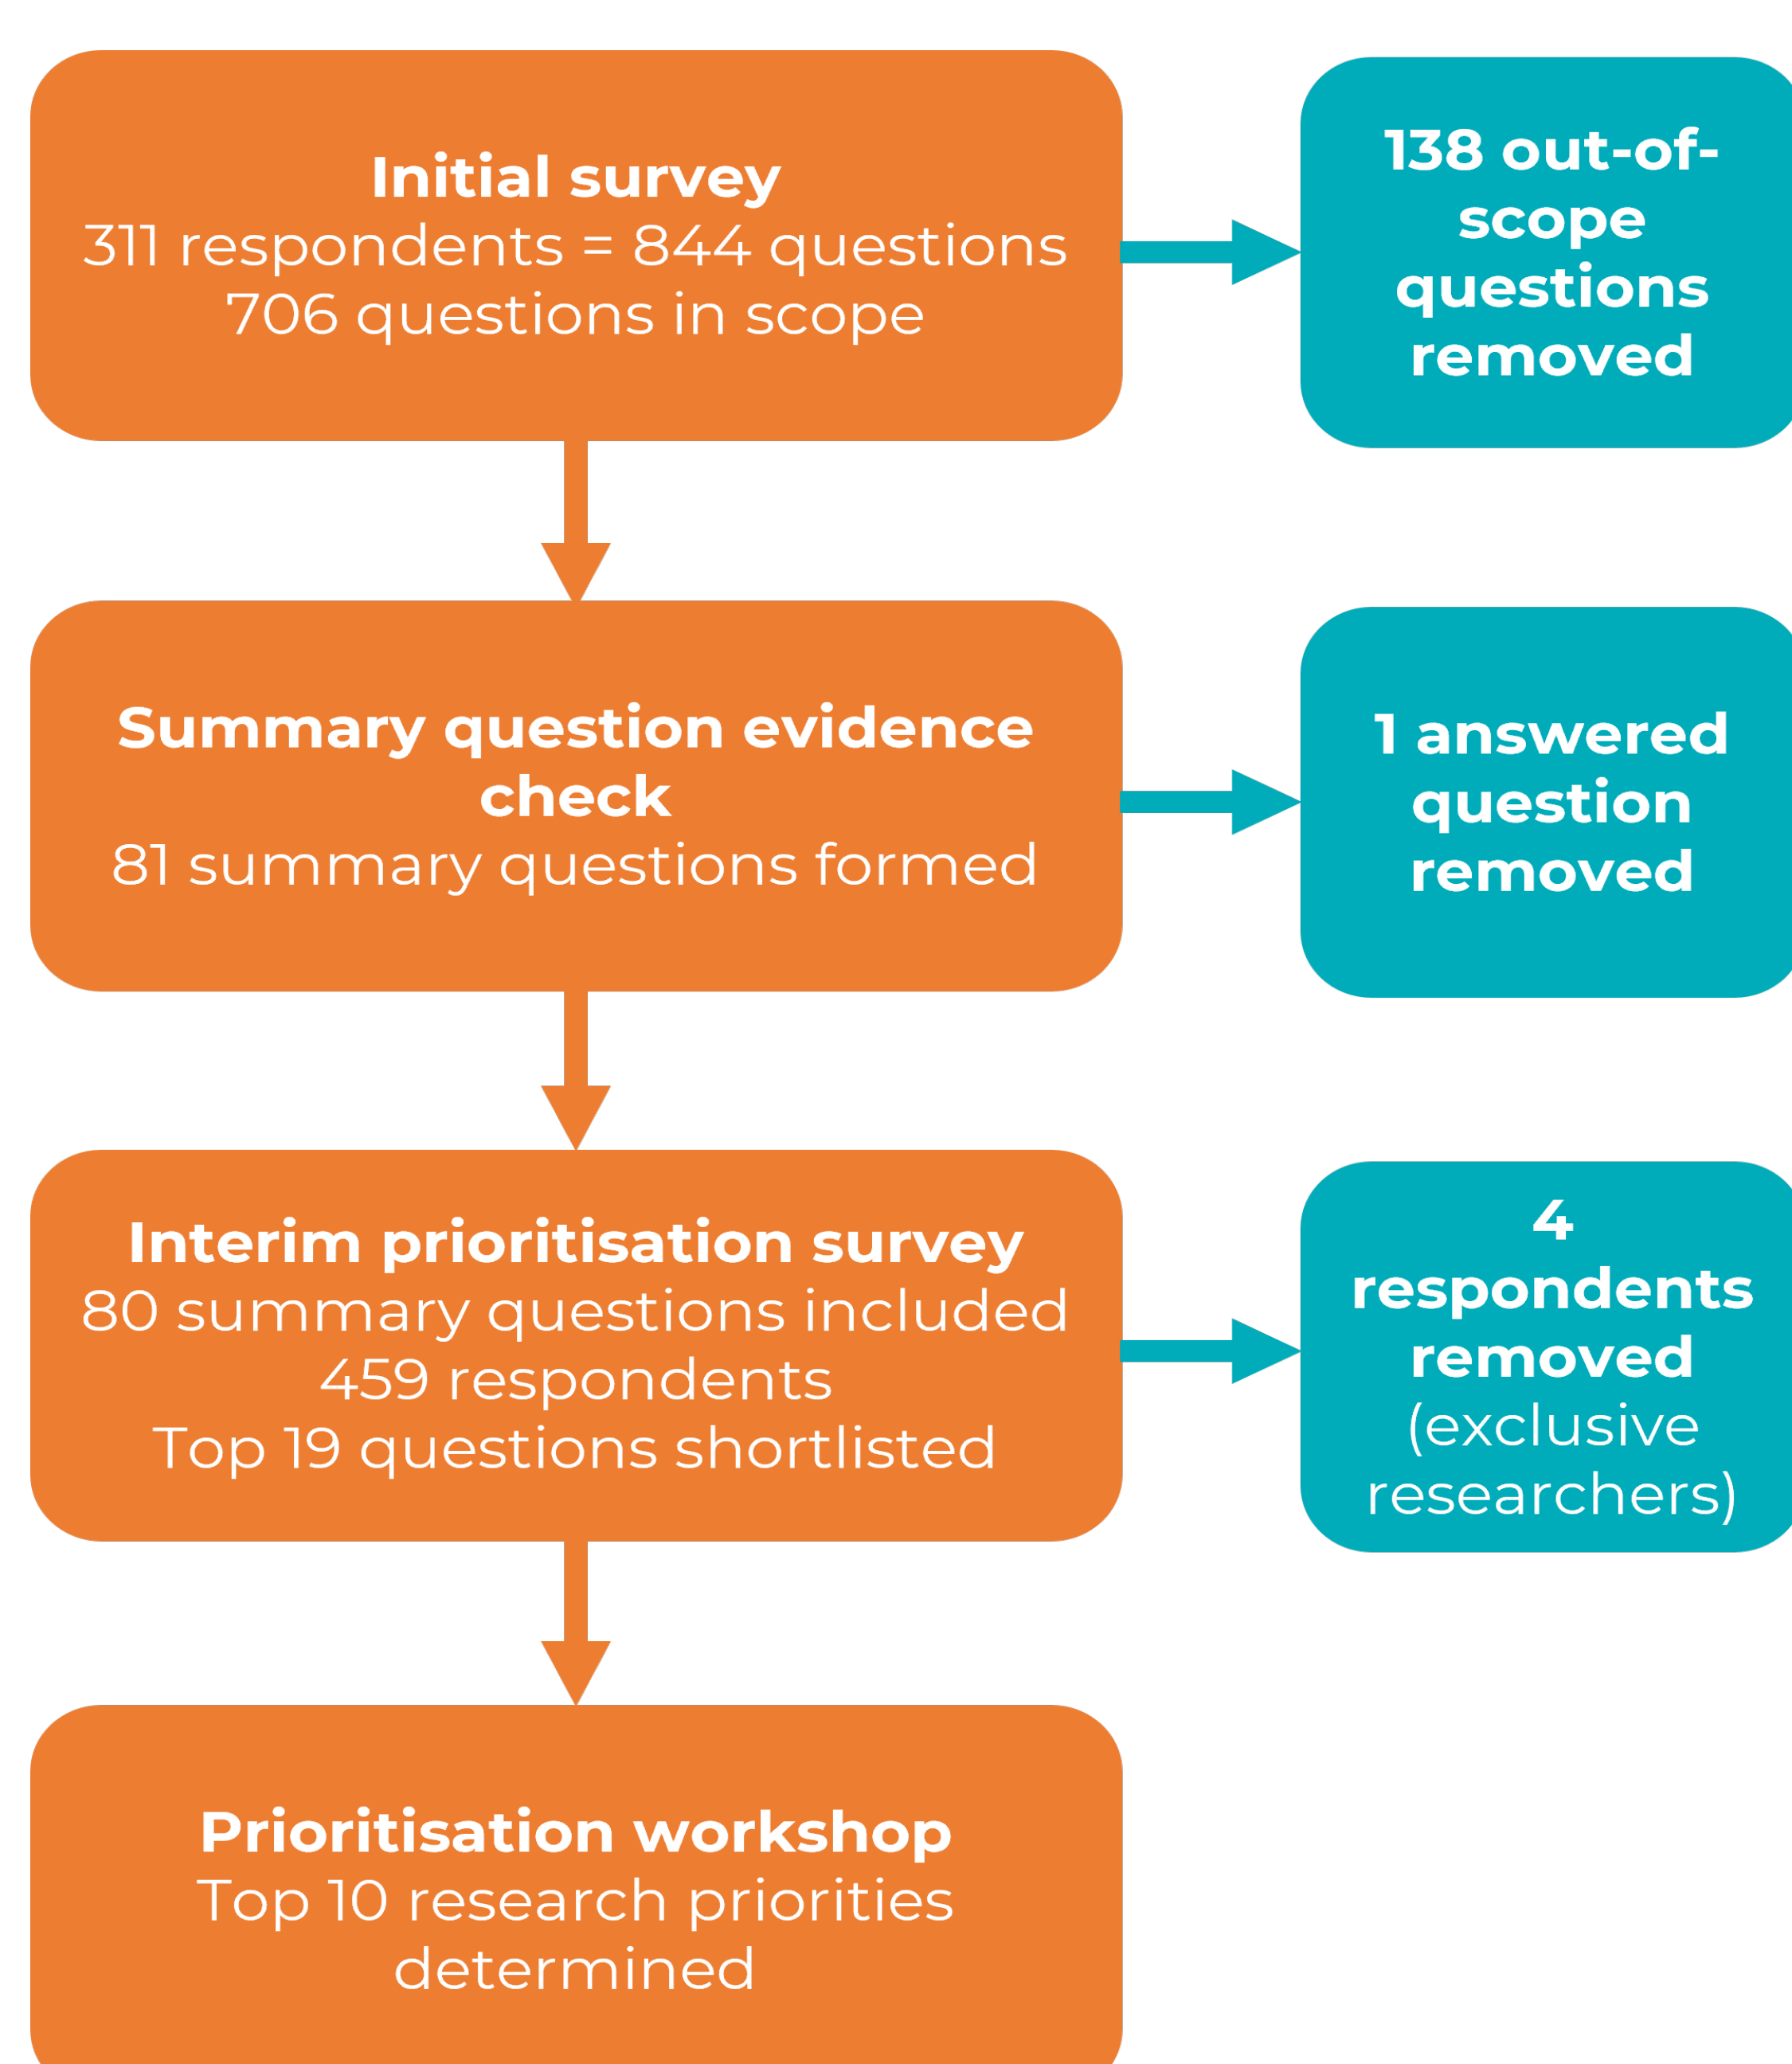 Initial survey
311 respondents = 844 questions
706 questions in scope
138 out-of-
scope
questions
removed
Summary question evidence
check
81 summary questions formed
1 answered
question
removed
Interim prioritisation survey
80 summary questions included
459 respondents
Top 19 questions shortlisted
4
respondents
removed
(exclusive
researchers)
Prioritisation workshop
Top 10 research priorities
determined